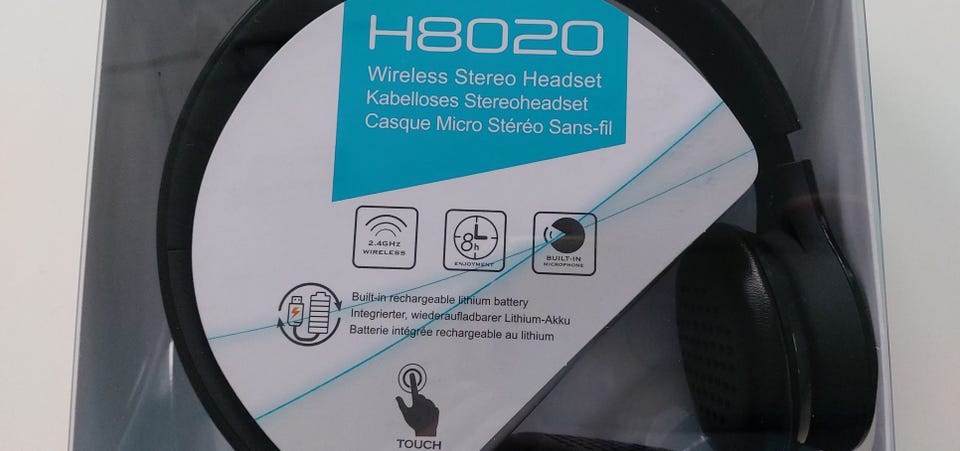 H8020
Wireless Stereo Headset
Kabelloses Stereoheadset
Casque Micro Stéréo Sans-fil
2.4GHz
WIRELESS
8h
ENJOYMENT
BUILT-IN
MICROPHONE
Built-in rechargeable lithium battery
Integrierter, wiederaufladbarer Lithium-Akku
Batterie intégrée rechargeable au lithium
TOUCH